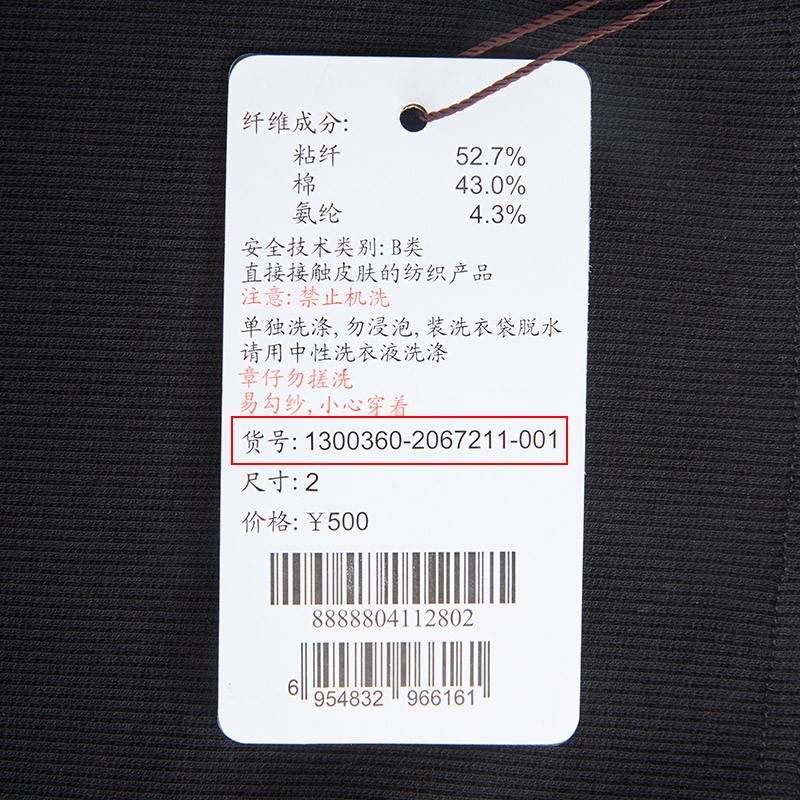 纤维成分:
粘纤 52.7%
棉 43.0%
氨纶 4.3%
安全技术类别: B类
直接接触皮肤的纺织产品
注意: 禁止机洗
单独洗涤, 勿浸泡, 装洗衣袋脱水
请用中性洗衣液洗涤
章仔勿搓洗
易勾纱, 小心穿着
货号: 1300360-2067211-001
尺寸: 2
价格: ￥500
8888804112802
6 954832 966161